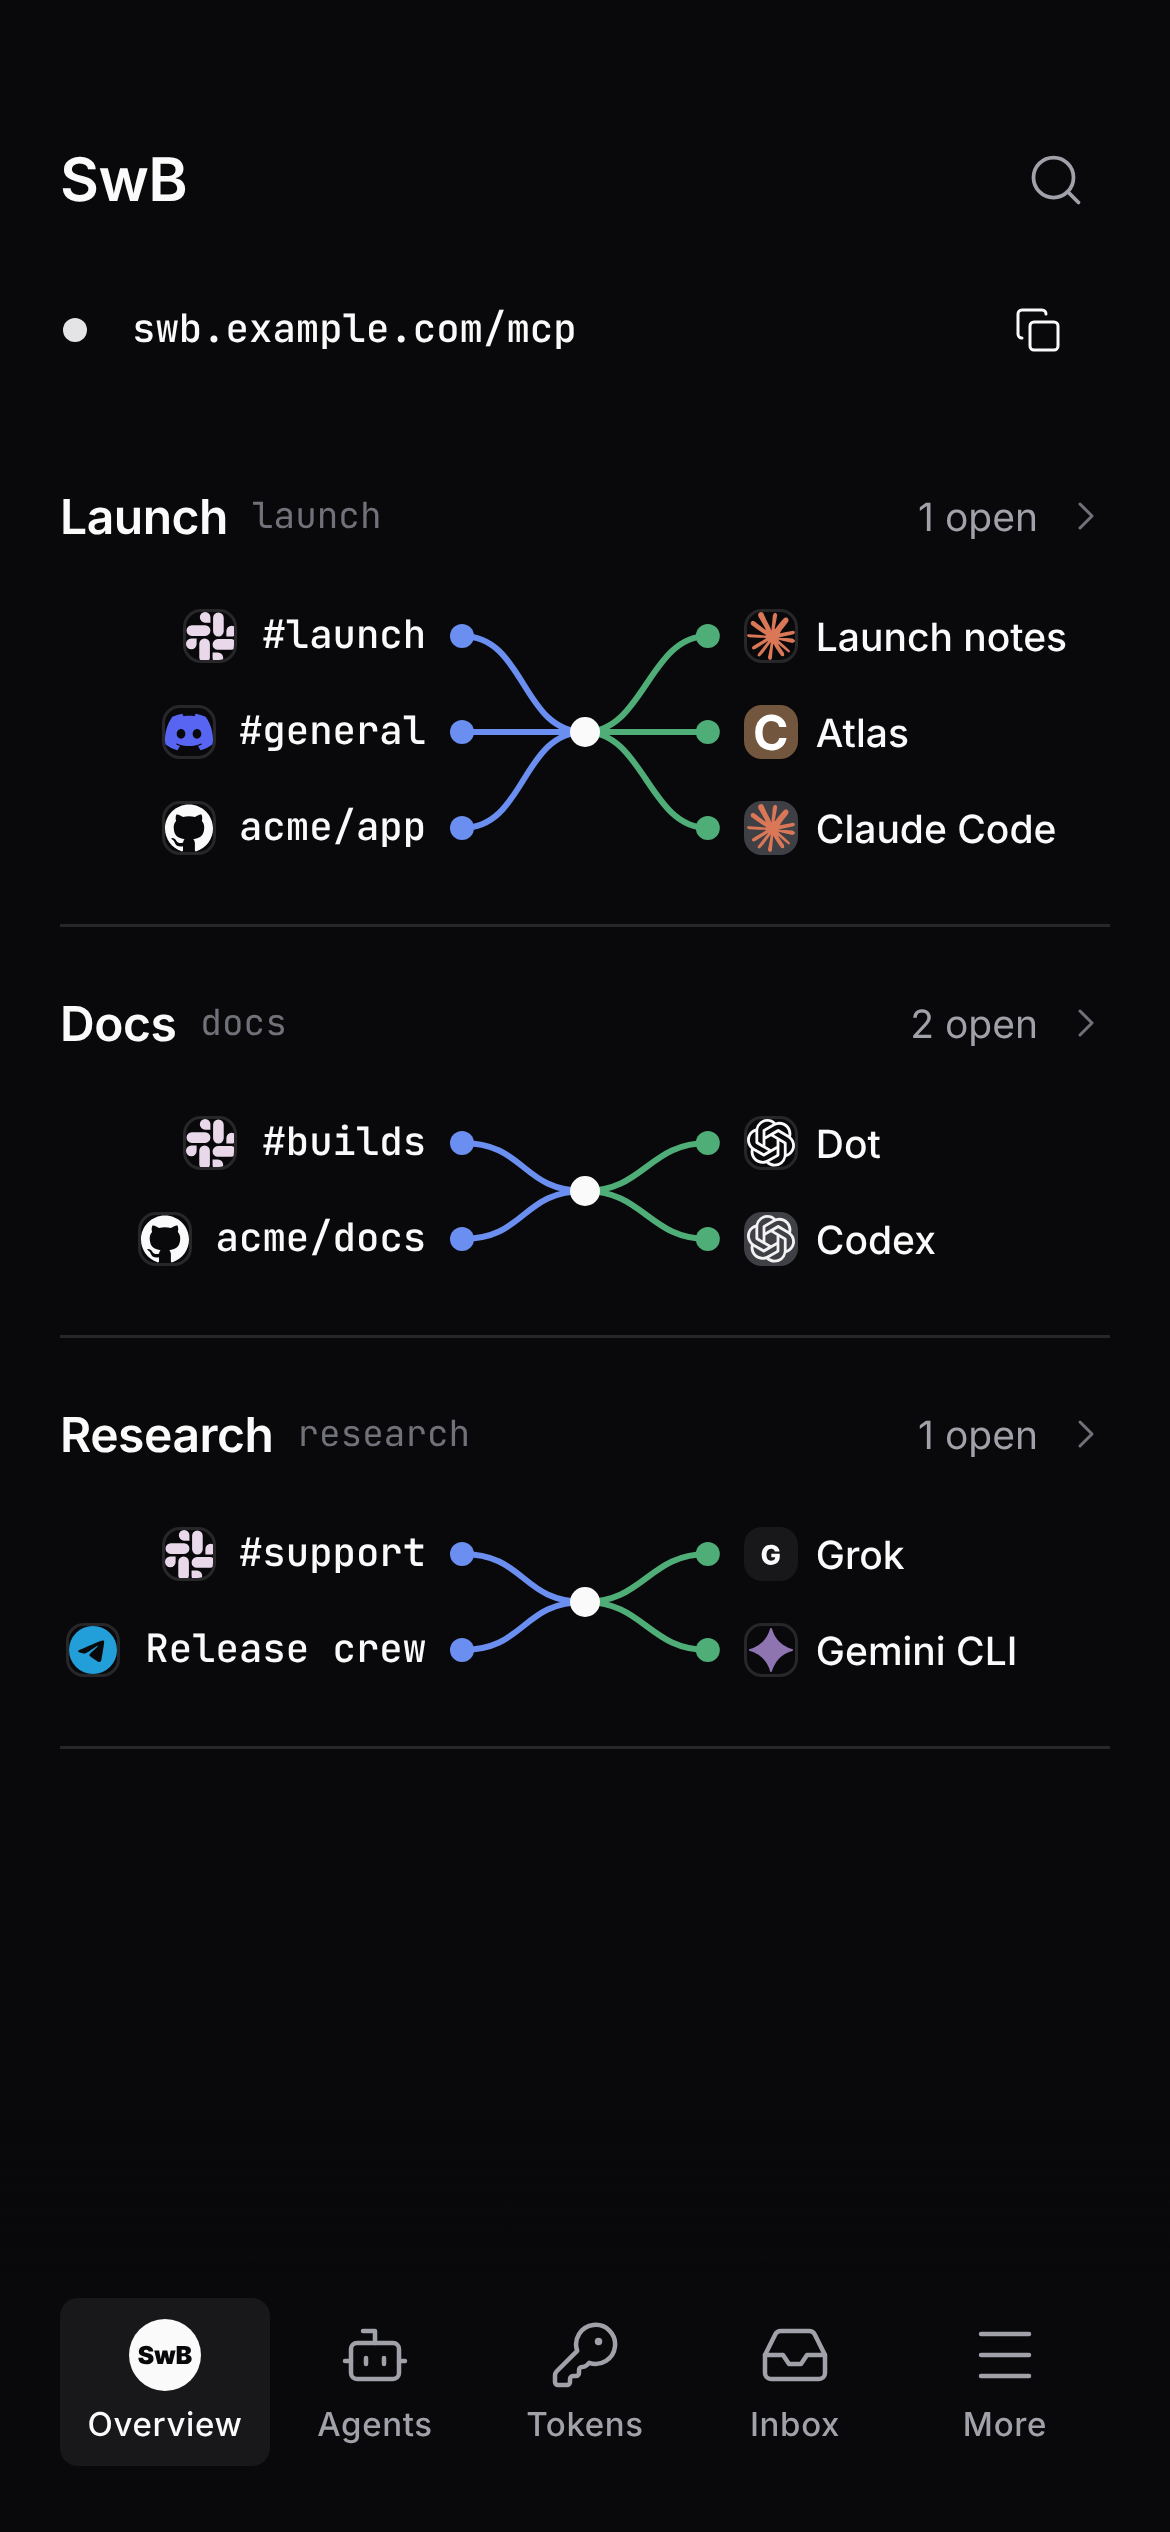 SwB
swb.example.com/mcp
Launch launch 1 open
#launch Launch notes
#general C Atlas
acme/app Claude Code
Docs docs 2 open
#builds Dot
acme/docs Codex
Research research 1 open
#support G Grok
Release crew Gemini CLI
SwB
Overview Agents Tokens Inbox More